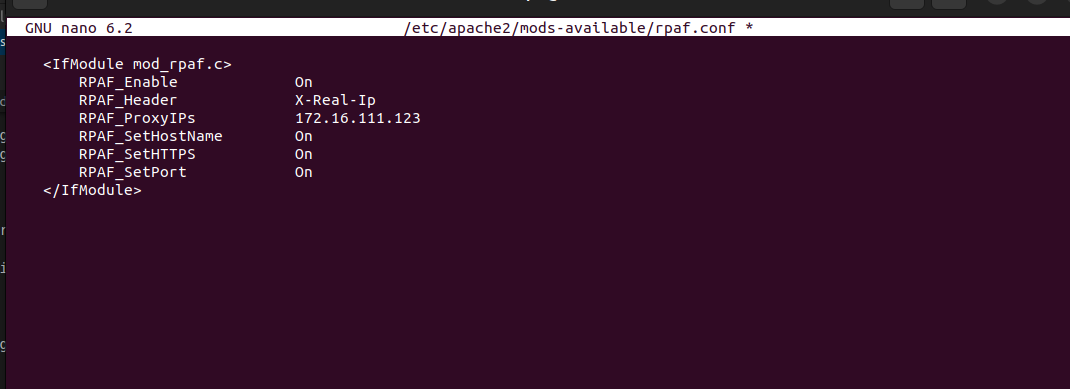 GNU nano 6.2 /etc/apache2/mods-available/rpaf.conf *
<IfModule mod_rpaf.c>
RPAF_Enable On
RPAF_Header X-Real-Ip
RPAF_ProxyIPs 172.16.111.123
RPAF_SetHostName On
RPAF_SetHTTPS On
RPAF_SetPort On
</IfModule>